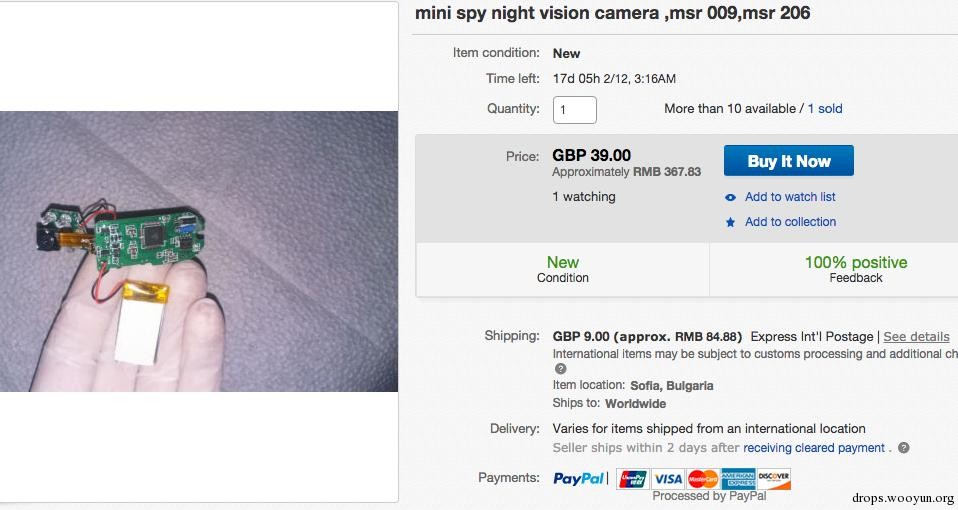 mini spy night vision camera ,msr 009,msr 206
Item condition: New
Time left: 17d 05h 2/12, 3:16AM
Quantity: 1 More than 10 available / 1 sold
Price: GBP 39.00 Buy It Now
Approximately RMB 367.83
1 watching Add to watch list
Add to collection
New 100% positive
Condition Feedback
Shipping: GBP 9.00 (approx. RMB 84.88) Express Int'l Postage | See details
International items may be subject to customs processing and additional ch
?
Item location: Sofia, Bulgaria
Ships to: Worldwide
Delivery: Varies for items shipped from an international location
Seller ships within 2 days after receiving cleared payment . ?
Payments: PayPal | UnionPay VISA MasterCard AMERICAN EXPRESS DISCOVER
Processed by PayPal
drops.wooyun.org